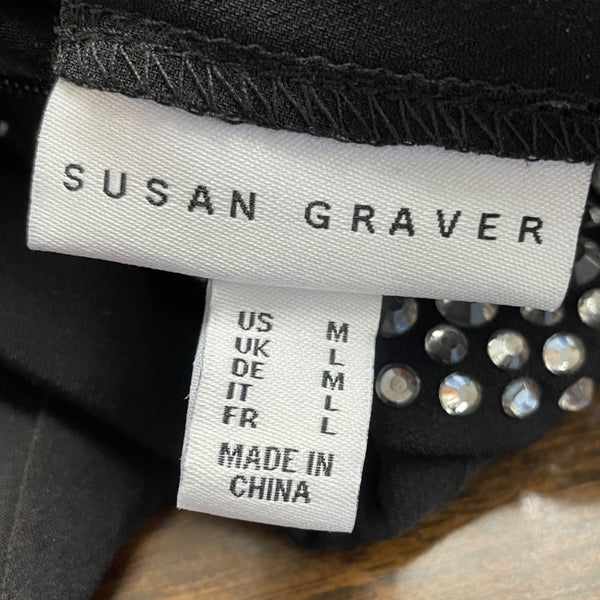 SUSAN GRAVER
US M
UK L
DE M
IT L
FR L
MADE IN
CHINA